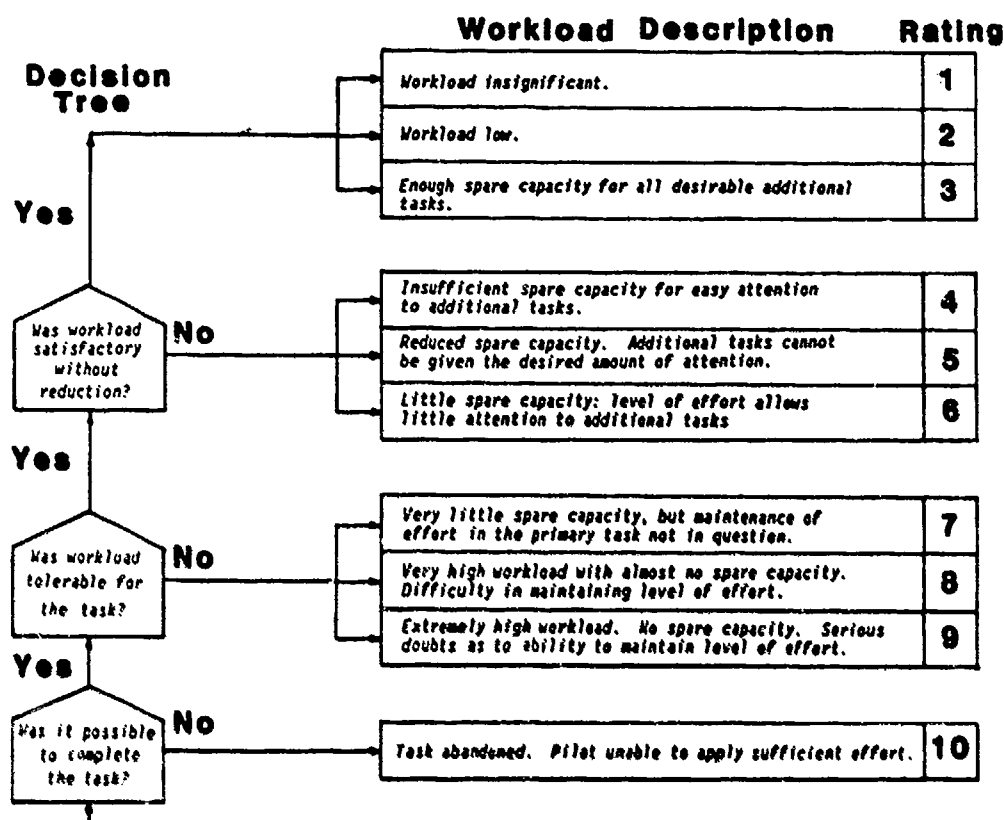 Workload Description Rating
Decision
Tree
Workload insignificant. 1
Workload low. 2
Enough spare capacity for all desirable additional
tasks. 3
Yes
Insufficient spare capacity for easy attention
to additional tasks. 4
Was workload
satisfactory
without
reduction?
No
Reduced spare capacity. Additional tasks cannot
be given the desired amount of attention. 5
Little spare capacity: level of effort allows
little attention to additional tasks 6
Yes
Very little spare capacity, but maintenance of
effort in the primary task not in question. 7
Was workload
tolerable for
the task?
No
Very high workload with almost no spare capacity.
Difficulty in maintaining level of effort. 8
Extremely high workload. No spare capacity. Serious
doubts as to ability to maintain level of effort. 9
Yes
Was it possible
to complete
the task?
No
Task abandoned. Pilot unable to apply sufficient effort. 10